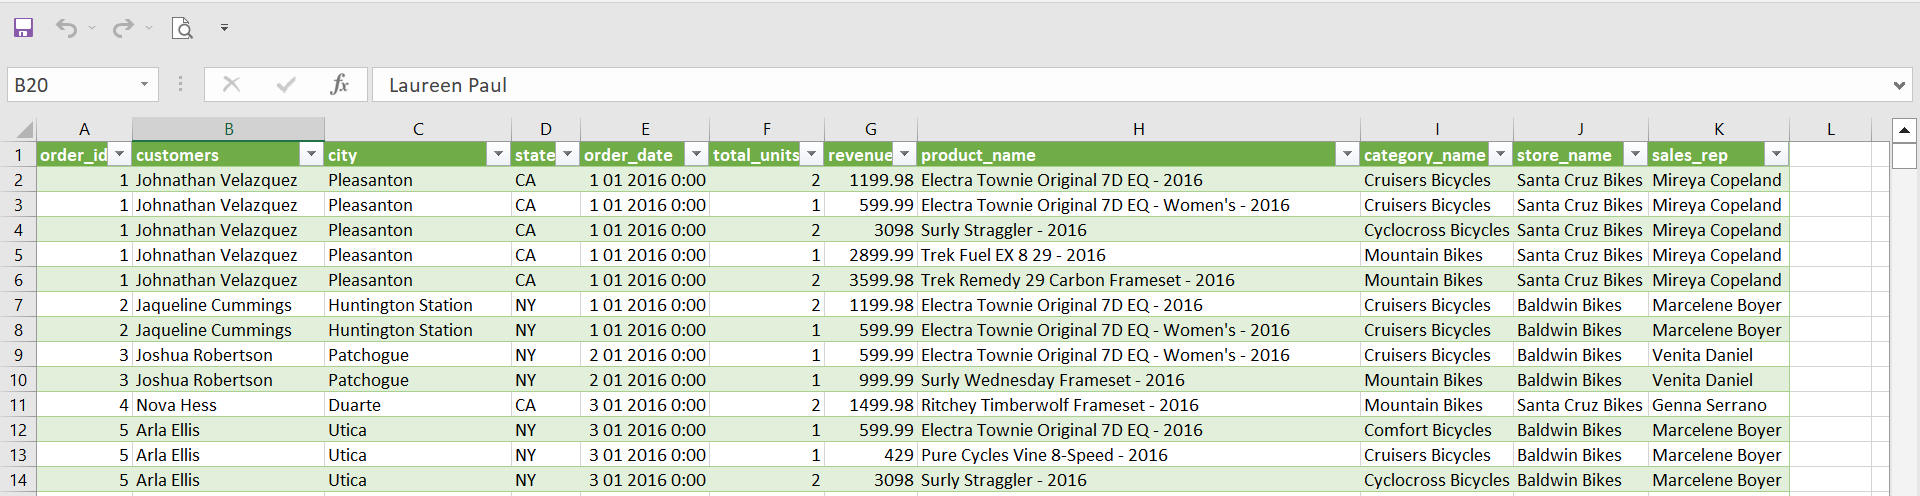 B20 fx Laureen Paul
A B C D E F G H I J K L
1 order_id customers city state order_date total_units revenue product_name category_name store_name sales_rep
2 1 Johnathan Velazquez Pleasanton CA 1 01 2016 0:00 2 1199.98 Electra Townie Original 7D EQ - 2016 Cruisers Bicycles Santa Cruz Bikes Mireya Copeland
3 1 Johnathan Velazquez Pleasanton CA 1 01 2016 0:00 1 599.99 Electra Townie Original 7D EQ - Women's - 2016 Cruisers Bicycles Santa Cruz Bikes Mireya Copeland
4 1 Johnathan Velazquez Pleasanton CA 1 01 2016 0:00 2 3098 Surly Straggler - 2016 Cyclocross Bicycles Santa Cruz Bikes Mireya Copeland
5 1 Johnathan Velazquez Pleasanton CA 1 01 2016 0:00 1 2899.99 Trek Fuel EX 8 29 - 2016 Mountain Bikes Santa Cruz Bikes Mireya Copeland
6 1 Johnathan Velazquez Pleasanton CA 1 01 2016 0:00 2 3599.98 Trek Remedy 29 Carbon Frameset - 2016 Mountain Bikes Santa Cruz Bikes Mireya Copeland
7 2 Jaqueline Cummings Huntington Station NY 1 01 2016 0:00 2 1199.98 Electra Townie Original 7D EQ - 2016 Cruisers Bicycles Baldwin Bikes Marcelene Boyer
8 2 Jaqueline Cummings Huntington Station NY 1 01 2016 0:00 1 599.99 Electra Townie Original 7D EQ - Women's - 2016 Cruisers Bicycles Baldwin Bikes Marcelene Boyer
9 3 Joshua Robertson Patchogue NY 2 01 2016 0:00 1 599.99 Electra Townie Original 7D EQ - Women's - 2016 Cruisers Bicycles Baldwin Bikes Venita Daniel
10 3 Joshua Robertson Patchogue NY 2 01 2016 0:00 1 999.99 Surly Wednesday Frameset - 2016 Mountain Bikes Baldwin Bikes Venita Daniel
11 4 Nova Hess Duarte CA 3 01 2016 0:00 2 1499.98 Ritchey Timberwolf Frameset - 2016 Mountain Bikes Santa Cruz Bikes Genna Serrano
12 5 Arla Ellis Utica NY 3 01 2016 0:00 1 599.99 Electra Townie Original 7D EQ - 2016 Comfort Bicycles Baldwin Bikes Marcelene Boyer
13 5 Arla Ellis Utica NY 3 01 2016 0:00 1 429 Pure Cycles Vine 8-Speed - 2016 Cruisers Bicycles Baldwin Bikes Marcelene Boyer
14 5 Arla Ellis Utica NY 3 01 2016 0:00 2 3098 Surly Straggler - 2016 Cyclocross Bicycles Baldwin Bikes Marcelene Boyer